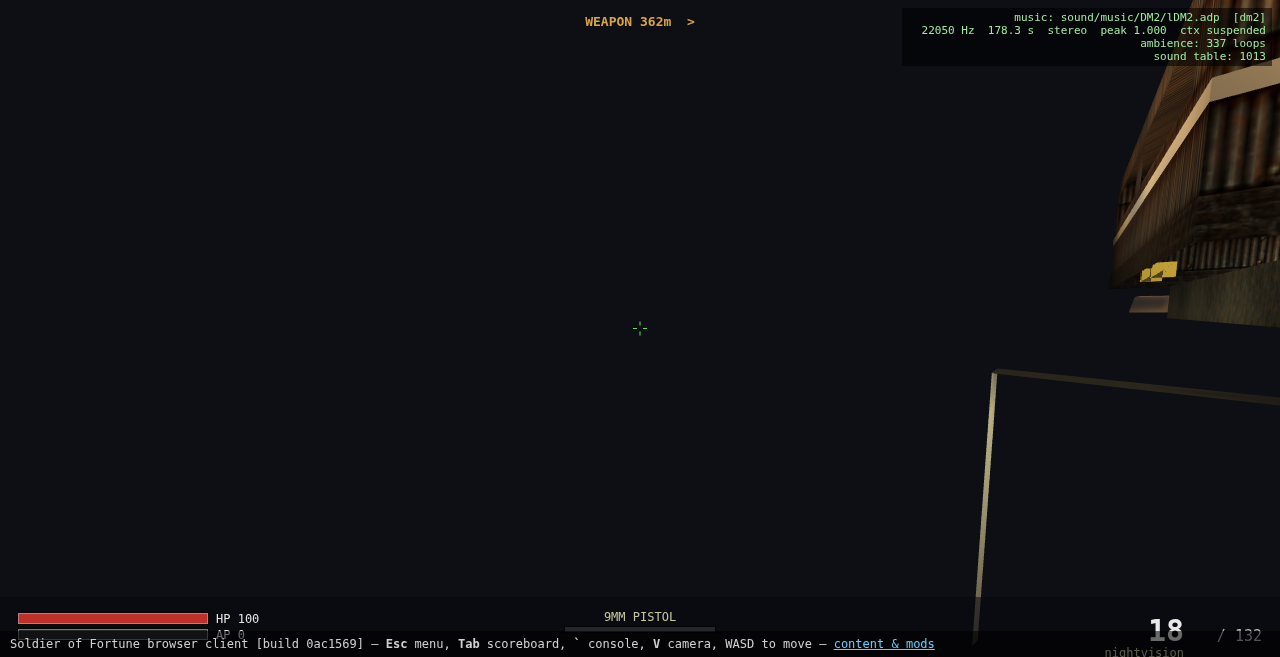 WEAPON 362m >
music: sound/music/DM2/lDM2.adp [dm2]
22050 Hz 178.3 s stereo peak 1.000 ctx suspended
ambience: 337 loops
sound table: 1013
HP 100
AP 0
9MM PISTOL
18 / 132
nightvision
Soldier of Fortune browser client [build 0ac1569] — Esc menu, Tab scoreboard, ` console, V camera, WASD to move — content & mods